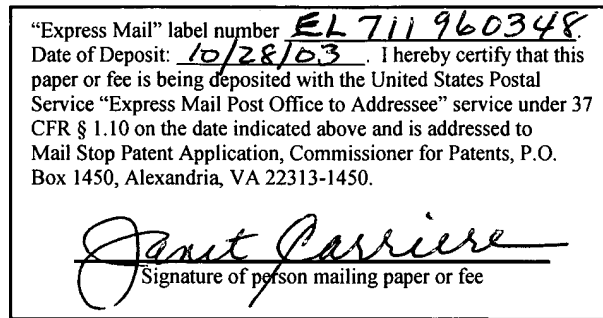 "Express Mail" label number EL 711 960348.
Date of Deposit: 10/28/03. I hereby certify that this
paper or fee is being deposited with the United States Postal
Service "Express Mail Post Office to Addressee" service under 37
CFR § 1.10 on the date indicated above and is addressed to
Mail Stop Patent Application, Commissioner for Patents, P.O.
Box 1450, Alexandria, VA 22313-1450.
Janet Carriere
Signature of person mailing paper or fee